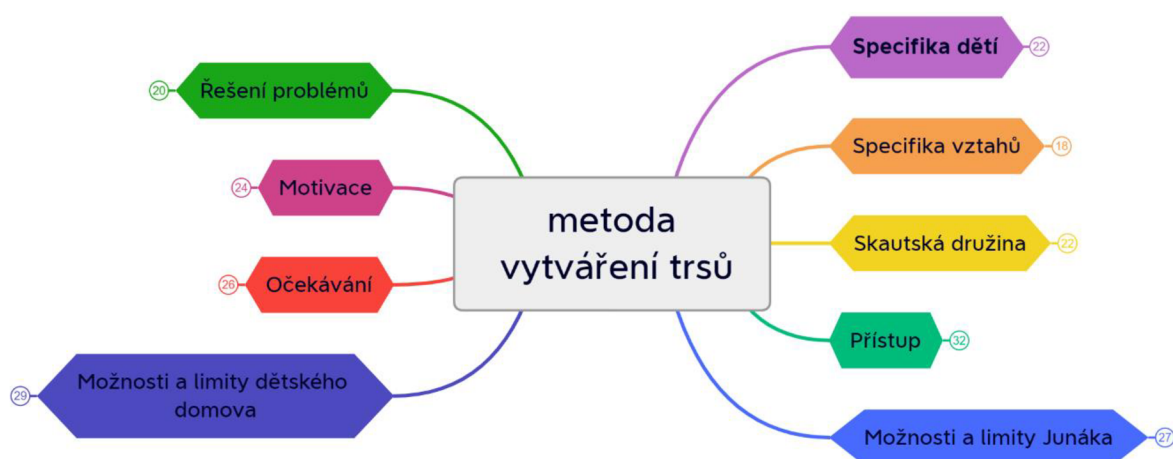 metoda
vytváření trsů
Řešení problémů
20
Motivace
24
Očekávání
26
Možnosti a limity dětského
domova
29
Specifika dětí
22
Specifika vztahů
18
Skautská družina
22
Přístup
32
Možnosti a limity Junáka
27